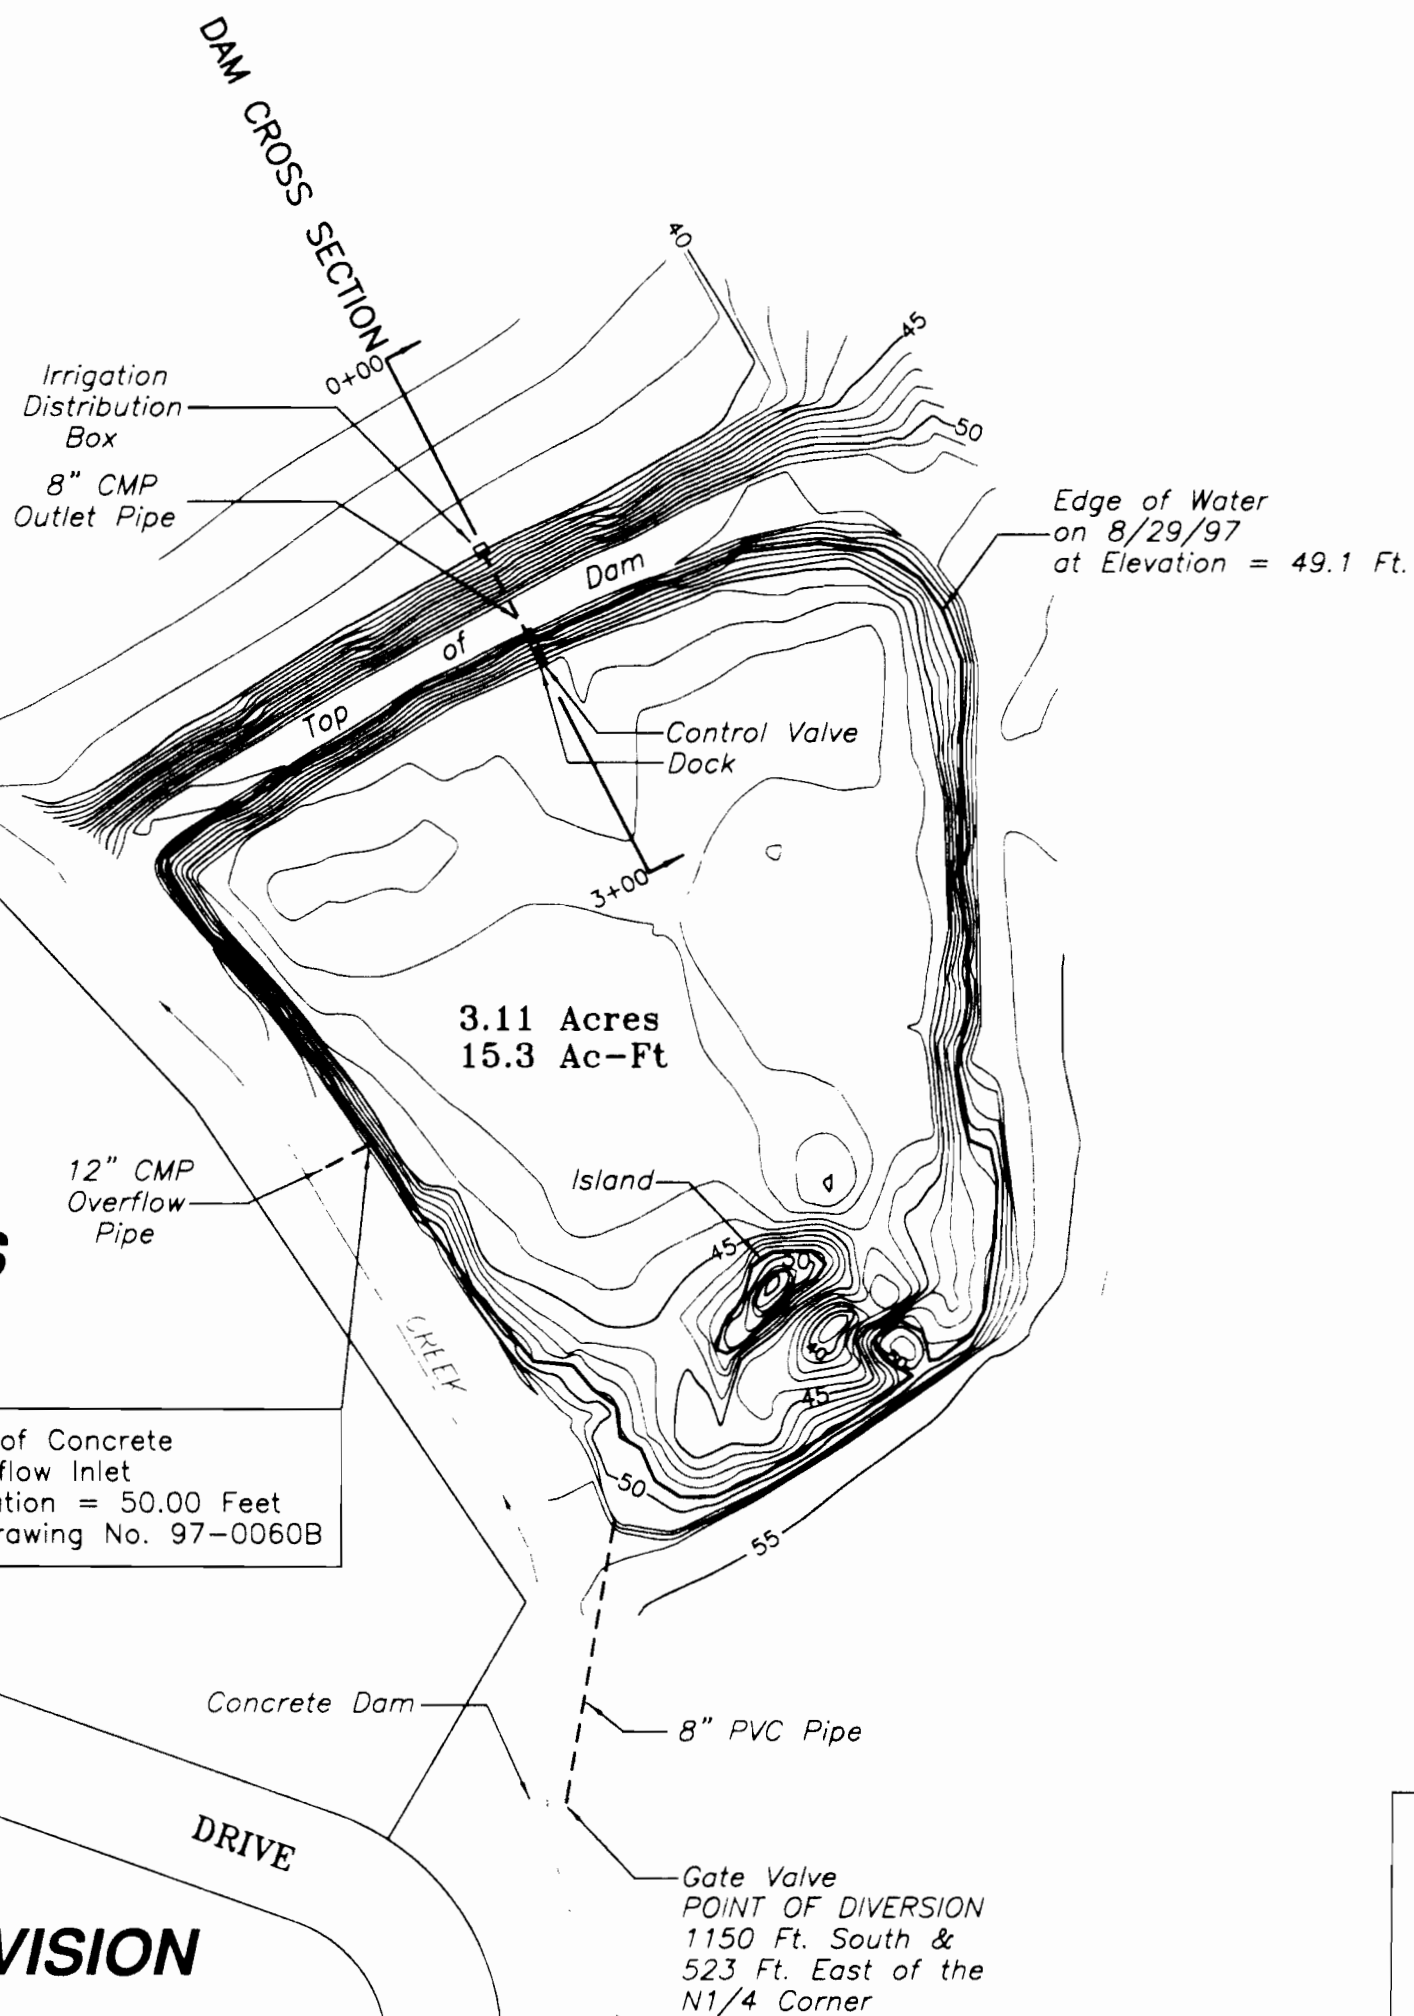 DAM CROSS SECTION
0+00
40
45
50
Irrigation
Distribution
Box
8" CMP
Outlet Pipe
Edge of Water
on 8/29/97
at Elevation = 49.1 Ft.
Top of Dam
Control Valve
Dock
3+00
3.11 Acres
15.3 Ac-Ft
12" CMP
Overflow
Pipe
Island
45
CREEK
45
50
of Concrete
flow Inlet
tion = 50.00 Feet
rawing No. 97-0060B
55
Concrete Dam
8" PVC Pipe
DRIVE
Gate Valve
POINT OF DIVERSION
1150 Ft. South &
523 Ft. East of the
N1/4 Corner
VISION